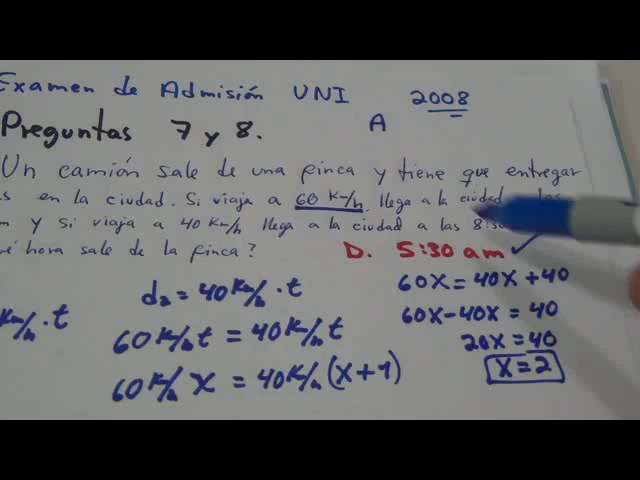 Examen de Admisión UNI 2008
Preguntas 7 y 8. A
Un camión sale de una finca y tiene que entregar
s en la ciudad. Si viaja a 60 Km/h, llega a la ciudad
m y si viaja a 40 Km/h llega a la ciudad a las 8:3
é hora sale de la finca? D. 5:30 am ✓
d₂ = 40 Km/h · t
60X = 40X + 40
Km/h · t
60 K/h t = 40 Km/h t
60X - 40X = 40
20X = 40
60 K/h X = 40 K/h (X + 1)
X = 2